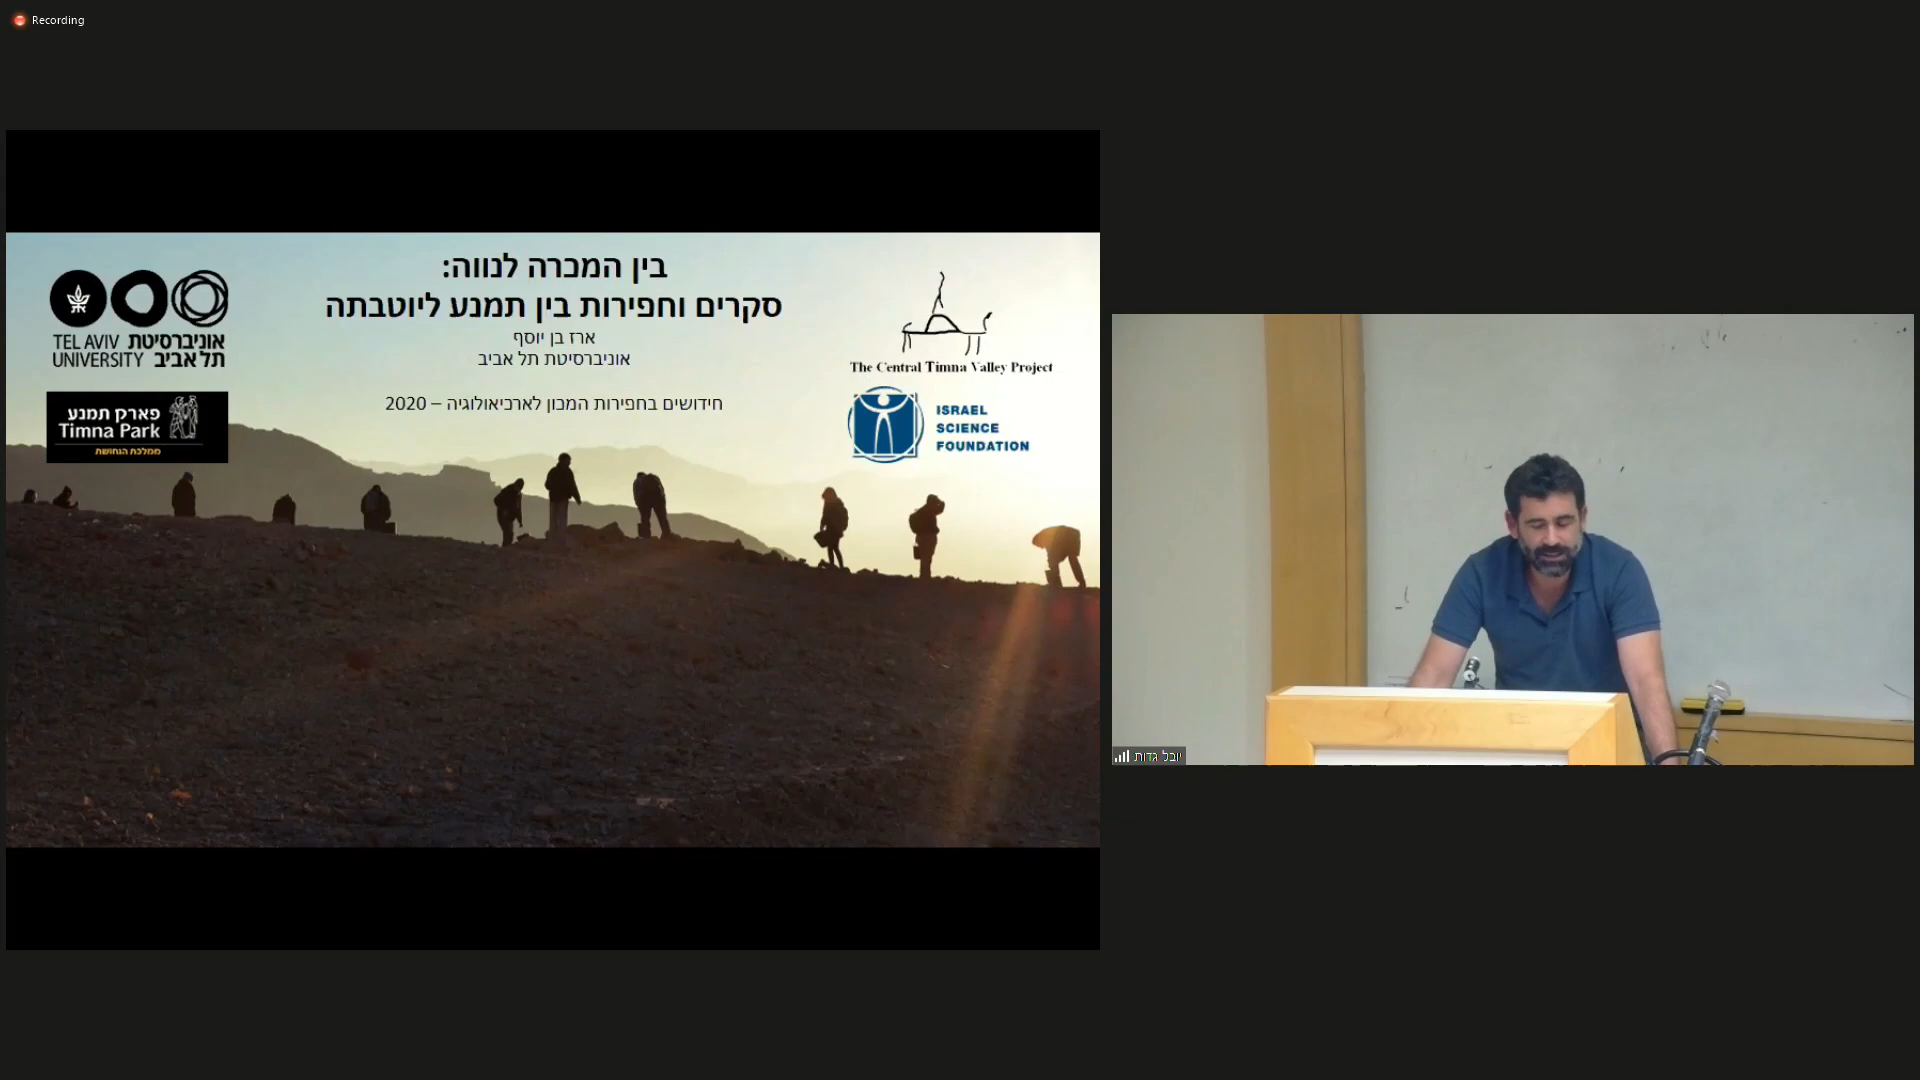 Recording
בין המכרה לנווה:
סקרים וחפירות בין תמנע ליוטבתה
ארז בן יוסף
אוניברסיטת תל אביב
חידושים בחפירות המכון לארכיאולוגיה – 2020
TEL AVIV אוניברסיטת
UNIVERSITY תל אביב
פארק תמנע
Timna Park
ממלכת הנחושת
The Central Timna Valley Project
ISRAEL
SCIENCE
FOUNDATION
יובל גדות